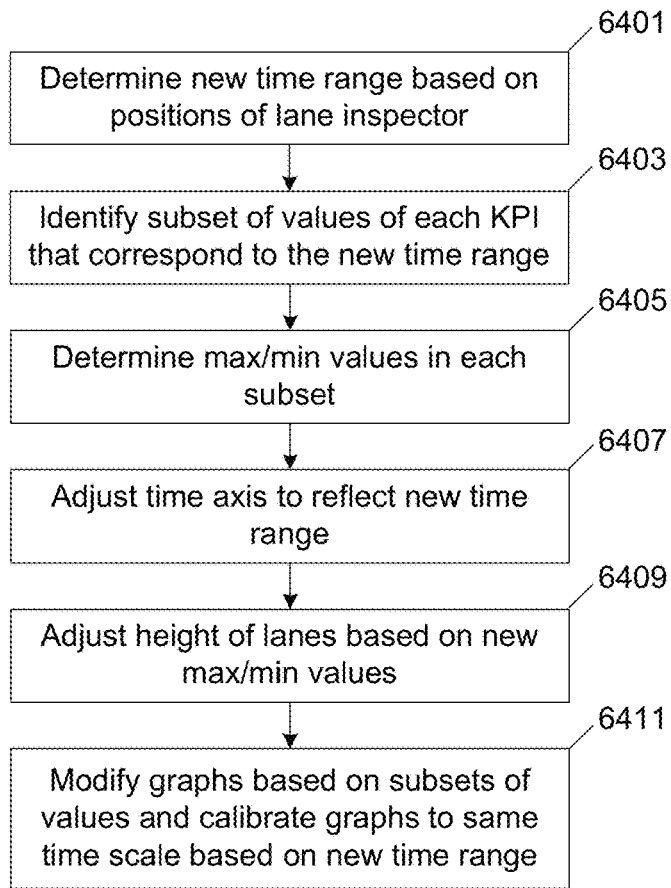 6401
Determine new time range based on
positions of lane inspector
6403
Identify subset of values of each KPI
that correspond to the new time range
6405
Determine max/min values in each
subset
6407
Adjust time axis to reflect new time
range
6409
Adjust height of lanes based on new
max/min values
6411
Modify graphs based on subsets of
values and calibrate graphs to same
time scale based on new time range